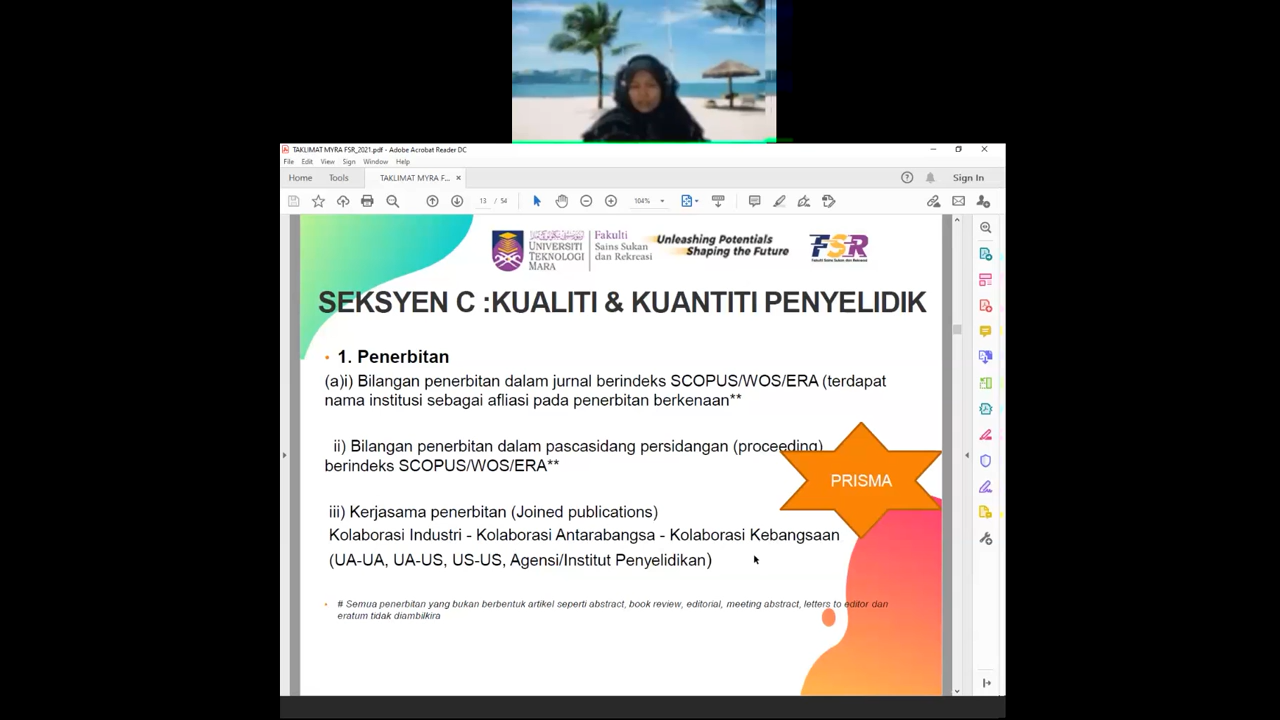 TAKLIMAT MYRA FSR_2021.pdf - Adobe Acrobat Reader DC
File Edit View Sign Window Help
Home Tools TAKLIMAT MYRA F... × Sign In
13 / 54 104%
UNIVERSITI
TEKNOLOGI
MARA
Fakulti
Sains Sukan
dan Rekreasi
Unleashing Potentials
Shaping the Future
FSR
Fakulti Sains Sukan dan Rekreasi
SEKSYEN C :KUALITI & KUANTITI PENYELIDIK
• 1. Penerbitan
(a)i) Bilangan penerbitan dalam jurnal berindeks SCOPUS/WOS/ERA (terdapat
nama institusi sebagai afliasi pada penerbitan berkenaan**
ii) Bilangan penerbitan dalam pascasidang persidangan (proceeding)
berindeks SCOPUS/WOS/ERA**
PRISMA
iii) Kerjasama penerbitan (Joined publications)
Kolaborasi Industri - Kolaborasi Antarabangsa - Kolaborasi Kebangsaan
(UA-UA, UA-US, US-US, Agensi/Institut Penyelidikan)
• # Semua penerbitan yang bukan berbentuk artikel seperti abstract, book review, editorial, meeting abstract, letters to editor dan
eratum tidak diambilkira